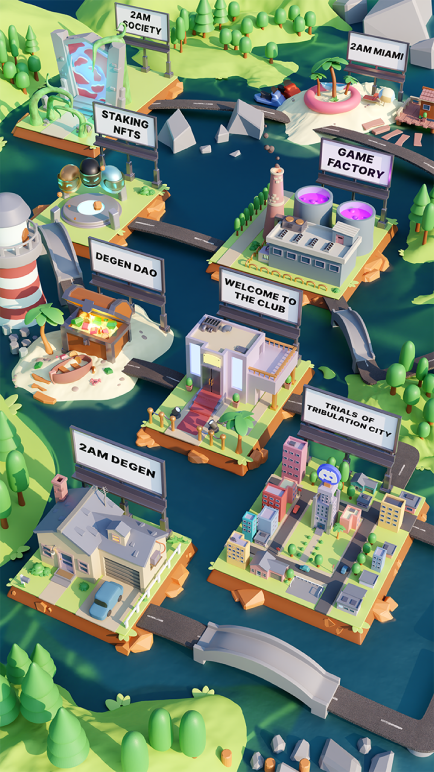 2AM
SOCIETY
2AM MIAMI
STAKING
NFTS
GAME
FACTORY
DEGEN DAO
WELCOME TO
THE CLUB
TRIALS OF
TRIBULATION CITY
2AM DEGEN